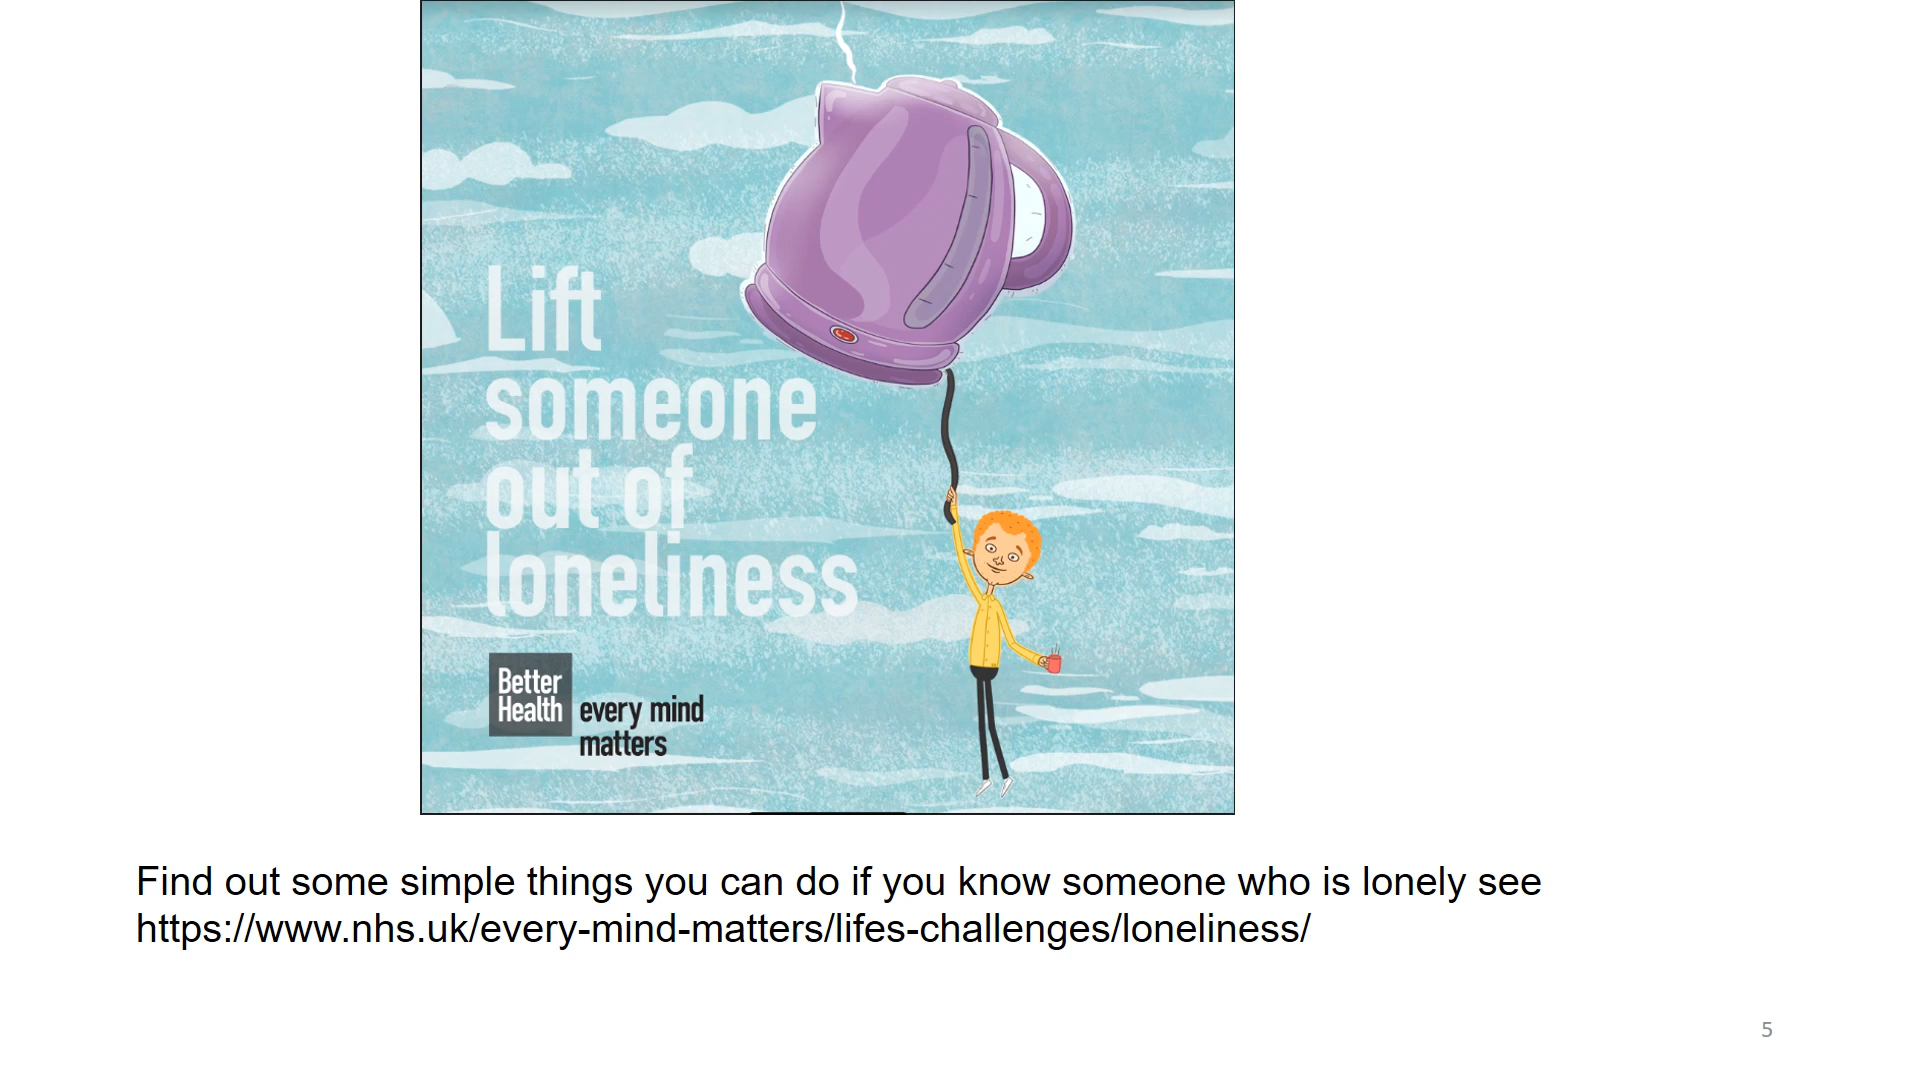 Lift
someone
out of
loneliness
Better
Health
every mind
matters
Find out some simple things you can do if you know someone who is lonely see
https://www.nhs.uk/every-mind-matters/lifes-challenges/loneliness/
5